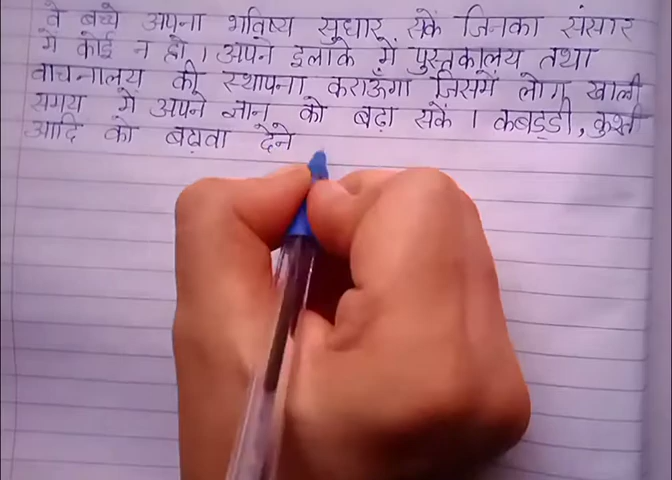 वे बच्चे अपना भविष्य सुधार सकें जिनका संसार
में कोई न हो। अपने इलाके में पुस्तकालय तथा
वाचनालय की स्थापना कराऊँगा जिसमें लोग खाली
समय में अपने ज्ञान को बढ़ा सकें। कबड्डी, कुश्ती
आदि को बढ़ावा देने